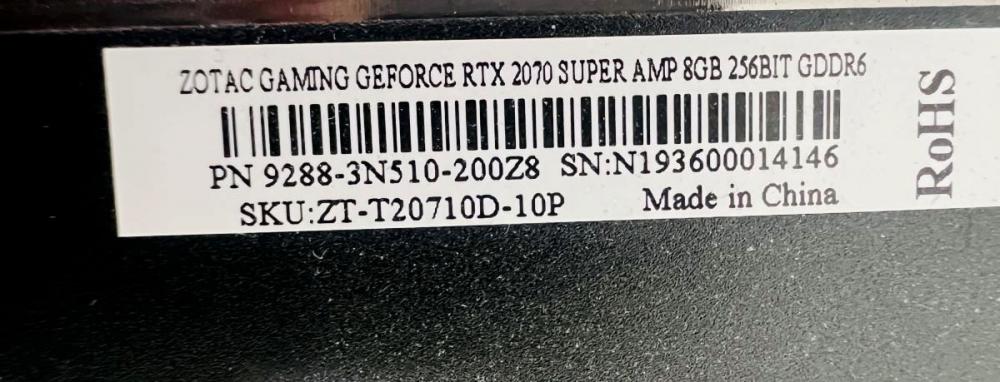 ZOTAC GAMING GEFORCE RTX 2070 SUPER AMP 8GB 256BIT GDDR6
PN 9288-3N510-200Z8 SN:N193600014146
SKU:ZT-T20710D-10P Made in China
RoHS